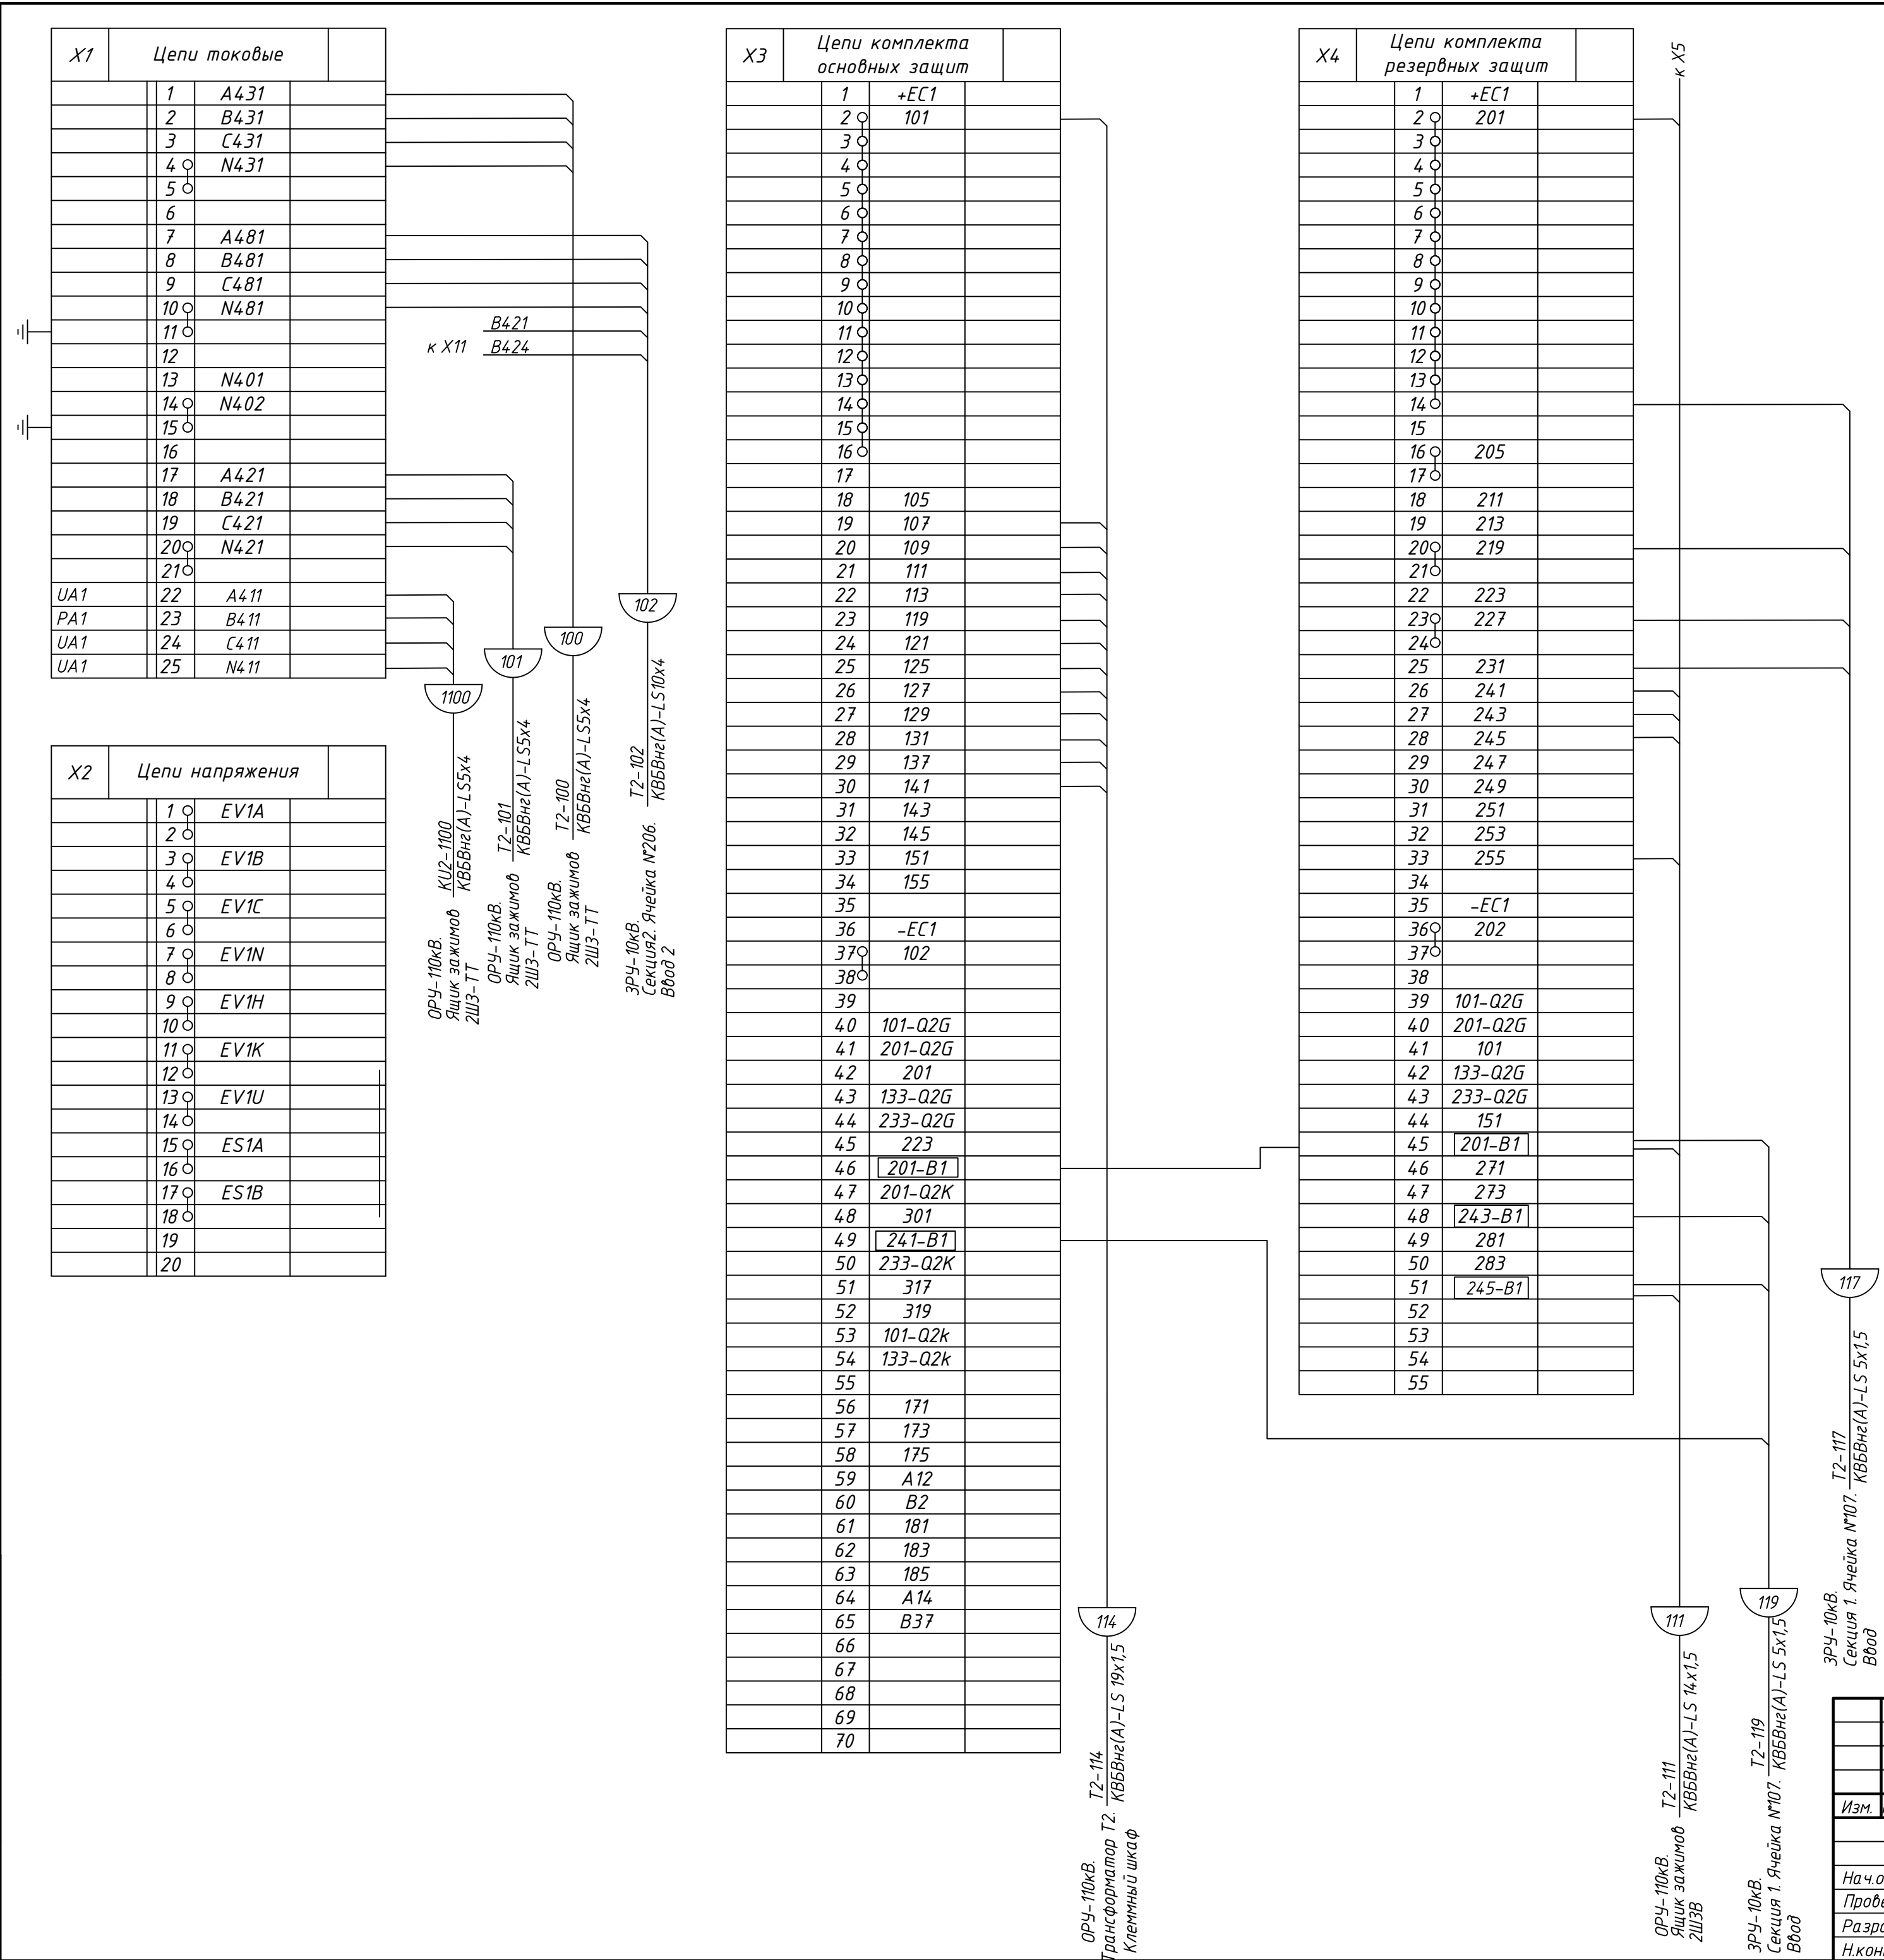 X1 Цепи токовые
1 A431
2 B431
3 C431
4 N431
5
6
7 A481
8 B481
9 C481
10 N481
11
12
13 N401
14 N402
15
16
17 A421
18 B421
19 C421
20 N421
21
UA1 22 A411
PA1 23 B411
UA1 24 C411
UA1 25 N411
B421
к X11 B424
102
100
101
1100
KU2-1100
КВБВнг(А)-LS5x4
ОРУ-110кВ.
Ящик зажимов
2ШЗ-ТТ
T2-101
КВБВнг(А)-LS5x4
ОРУ-110кВ.
Ящик зажимов
2ШЗ-ТТ
T2-100
КВБВнг(А)-LS5x4
ОРУ-110кВ.
Ящик зажимов
2ШЗ-ТТ
T2-102
КВБВнг(А)-LS10x4
ЗРУ-10кВ.
Секция2. Ячейка №206.
Ввод 2
X2 Цепи напряжения
1 EV1A
2
3 EV1B
4
5 EV1C
6
7 EV1N
8
9 EV1H
10
11 EV1K
12
13 EV1U
14
15 ES1A
16
17 ES1B
18
19
20
X3 Цепи комплекта
основных защит
1 +EC1
2 101
3
4
5
6
7
8
9
10
11
12
13
14
15
16
17
18 105
19 107
20 109
21 111
22 113
23 119
24 121
25 125
26 127
27 129
28 131
29 137
30 141
31 143
32 145
33 151
34 155
35
36 -EC1
37 102
38
39
40 101-Q2G
41 201-Q2G
42 201
43 133-Q2G
44 233-Q2G
45 223
46 201-B1
47 201-Q2K
48 301
49 241-B1
50 233-Q2K
51 317
52 319
53 101-Q2k
54 133-Q2k
55
56 171
57 173
58 175
59 A12
60 B2
61 181
62 183
63 185
64 A14
65 B37
66
67
68
69
70
114
T2-114
КВБВнг(А)-LS 19x1,5
ОРУ-110кВ.
Трансформатор Т2.
Клеммный шкаф
X4 Цепи комплекта
резервных защит
1 +EC1
2 201
3
4
5
6
7
8
9
10
11
12
13
14
15
16 205
17
18 211
19 213
20 219
21
22 223
23 227
24
25 231
26 241
27 243
28 245
29 247
30 249
31 251
32 253
33 255
34
35 -EC1
36 202
37
38
39 101-Q2G
40 201-Q2G
41 101
42 133-Q2G
43 233-Q2G
44 151
45 201-B1
46 271
47 273
48 243-B1
49 281
50 283
51 245-B1
52
53
54
55
к X5
111
T2-111
КВБВнг(А)-LS 14x1,5
ОРУ-110кВ.
Ящик зажимов
2ШЗВ
119
T2-119
КВБВнг(А)-LS 5x1,5
ЗРУ-10кВ.
Секция 1. Ячейка №107.
Ввод
117
T2-117
КВБВнг(А)-LS 5x1,5
ЗРУ-10кВ.
Секция 1. Ячейка №107.
Ввод
Изм.
Нач.о
Прове
Разра
Н.кон